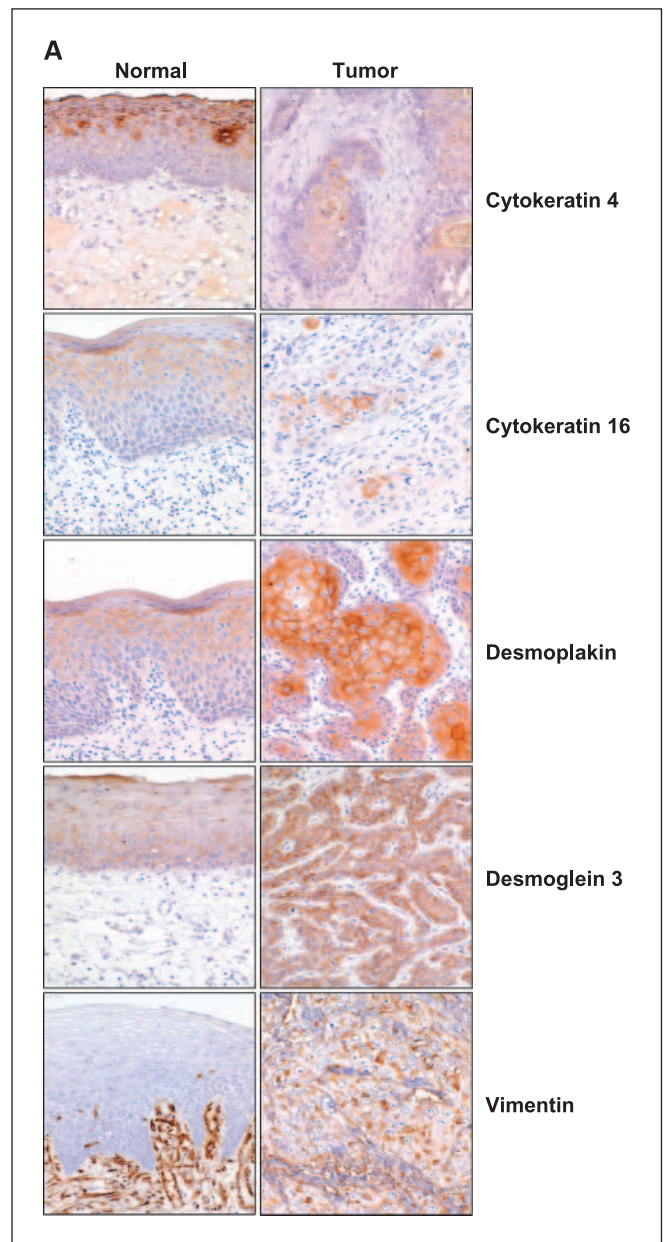 A
Normal
Tumor
Cytokeratin 4
Cytokeratin 16
Desmoplakin
Desmoglein 3
Vimentin